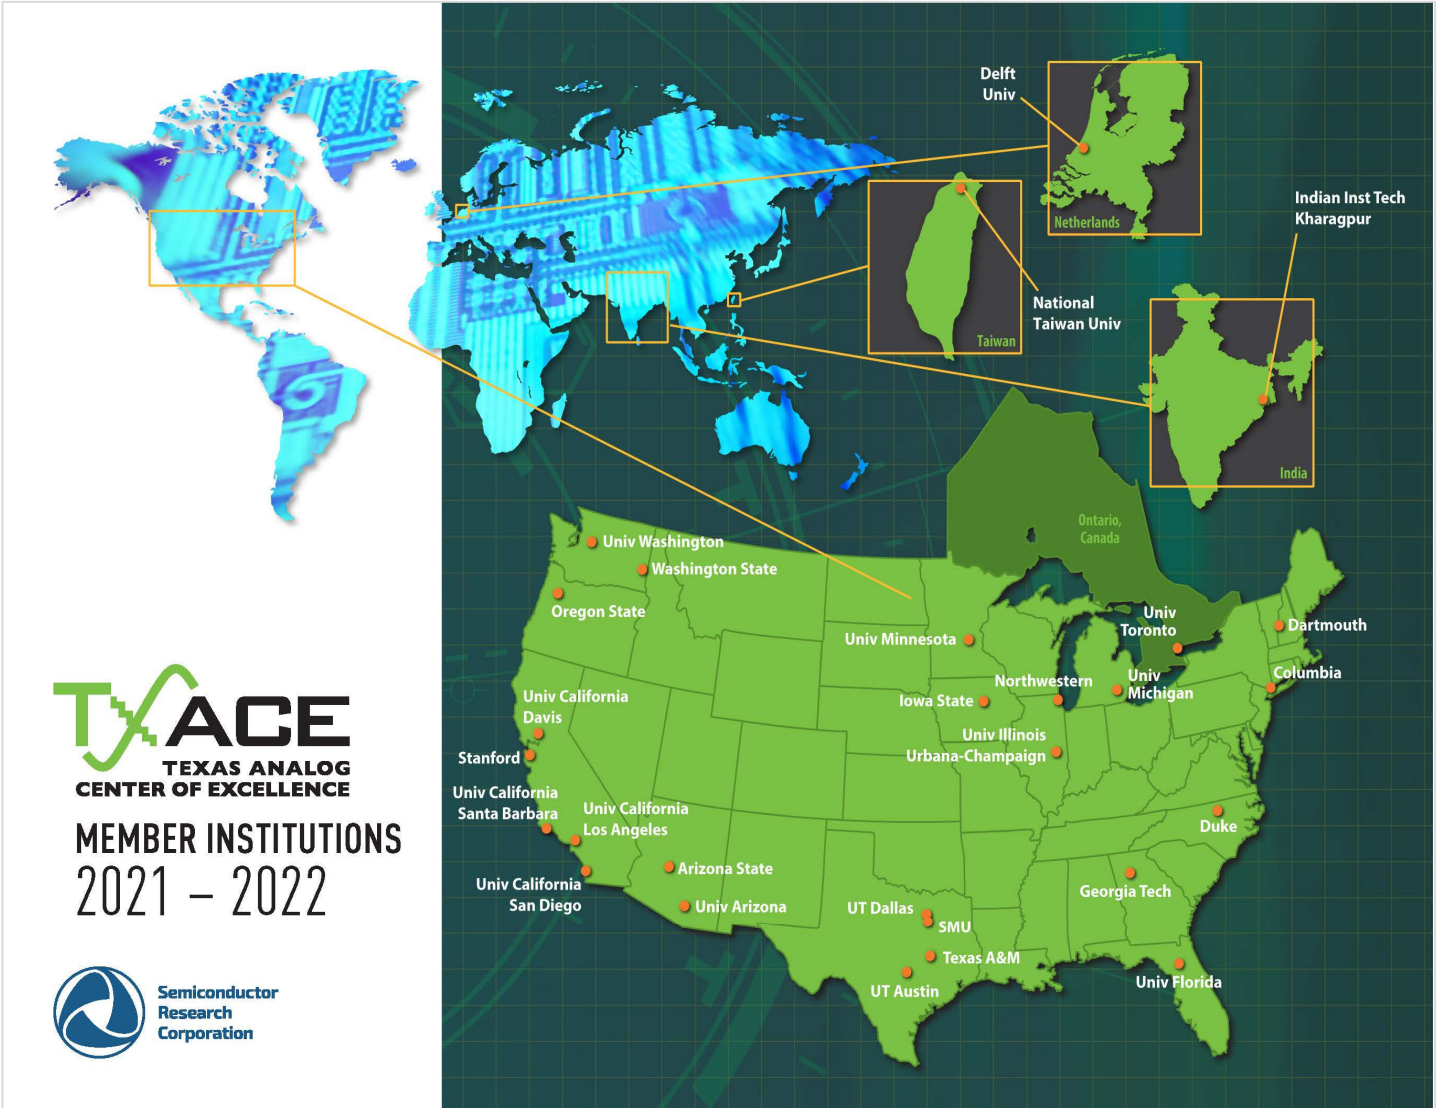 Delft
Univ
Netherlands
Indian Inst Tech
Kharagpur
National
Taiwan Univ
Taiwan
India
Ontario,
Canada
Univ Washington
Washington State
Oregon State
Univ Minnesota
Univ
Toronto
Dartmouth
Columbia
Northwestern
Univ
Michigan
Iowa State
Univ Illinois
Urbana-Champaign
Univ California
Davis
Stanford
Univ California
Santa Barbara
Univ California
Los Angeles
Univ California
San Diego
Arizona State
Univ Arizona
Duke
Georgia Tech
UT Dallas
SMU
Texas A&M
UT Austin
Univ Florida
TxACE
TEXAS ANALOG
CENTER OF EXCELLENCE
MEMBER INSTITUTIONS
2021 – 2022
Semiconductor
Research
Corporation